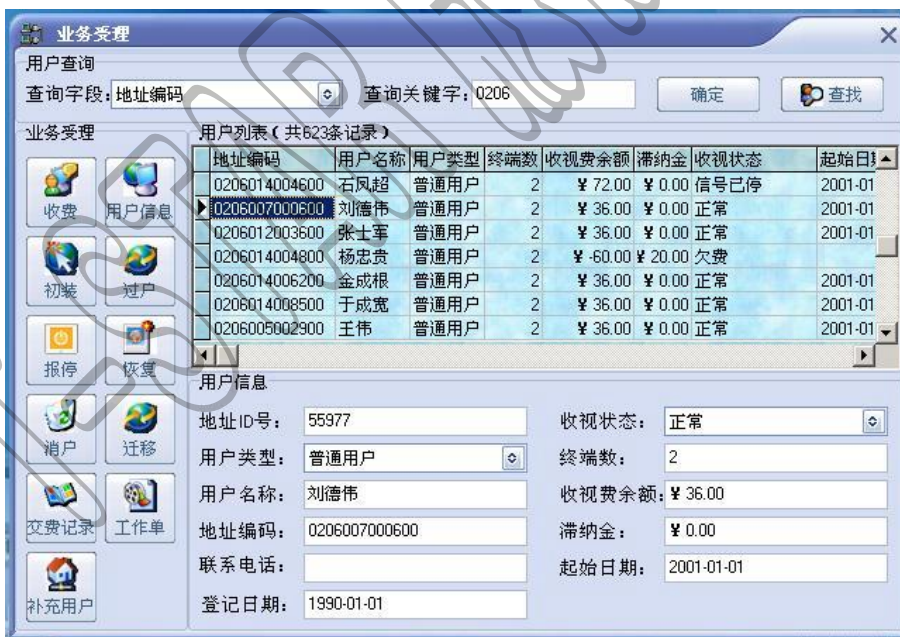 业务受理
用户查询
查询字段: 地址编码 查询关键字: 0206 确定 查找
业务受理
收费 用户信息
初装 过户
报停 恢复
消户 迁移
交费记录 工作单
补充用户
用户列表(共623条记录)
地址编码 用户名称 用户类型 终端数 收视费余额 滞纳金 收视状态 起始日
0206014004600 石凤超 普通用户 2 ¥ 72.00 ¥ 0.00 信号已停 2001-01
0206007000600 刘德伟 普通用户 2 ¥ 36.00 ¥ 0.00 正常 2001-01
0206012003600 张士军 普通用户 2 ¥ 36.00 ¥ 0.00 正常 2001-01
0206014004800 杨忠贵 普通用户 2 ¥ -60.00 ¥ 20.00 欠费
0206014006200 金成根 普通用户 2 ¥ 36.00 ¥ 0.00 正常 2001-01
0206014008500 于成宽 普通用户 2 ¥ 36.00 ¥ 0.00 正常 2001-01
0206005002900 王伟 普通用户 2 ¥ 36.00 ¥ 0.00 正常 2001-01
用户信息
地址ID号: 55977 收视状态: 正常
用户类型: 普通用户 终端数: 2
用户名称: 刘德伟 收视费余额: ¥ 36.00
地址编码: 0206007000600 滞纳金: ¥ 0.00
联系电话: 起始日期: 2001-01-01
登记日期: 1990-01-01